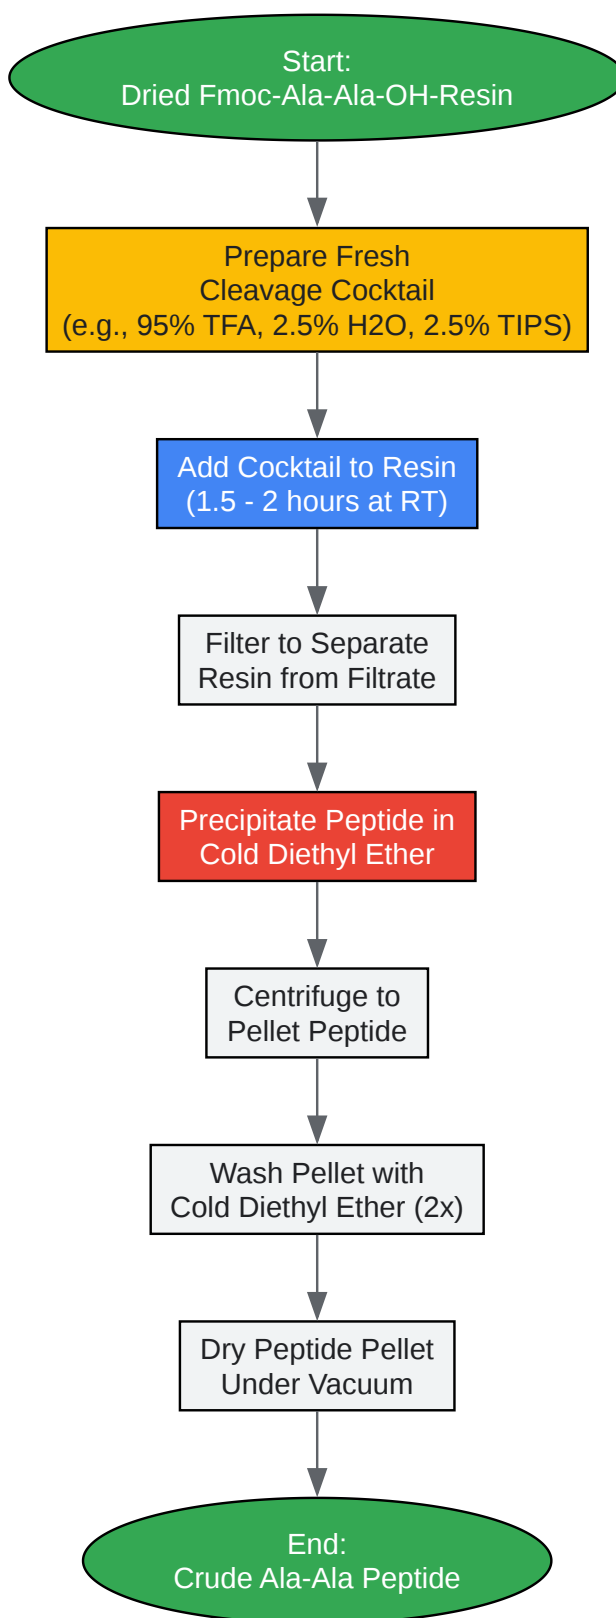 Start:
Dried Fmoc-Ala-Ala-OH-Resin
Prepare Fresh
Cleavage Cocktail
(e.g., 95% TFA, 2.5% H2O, 2.5% TIPS)
Add Cocktail to Resin
(1.5 - 2 hours at RT)
Filter to Separate
Resin from Filtrate
Precipitate Peptide in
Cold Diethyl Ether
Centrifuge to
Pellet Peptide
Wash Pellet with
Cold Diethyl Ether (2x)
Dry Peptide Pellet
Under Vacuum
End:
Crude Ala-Ala Peptide